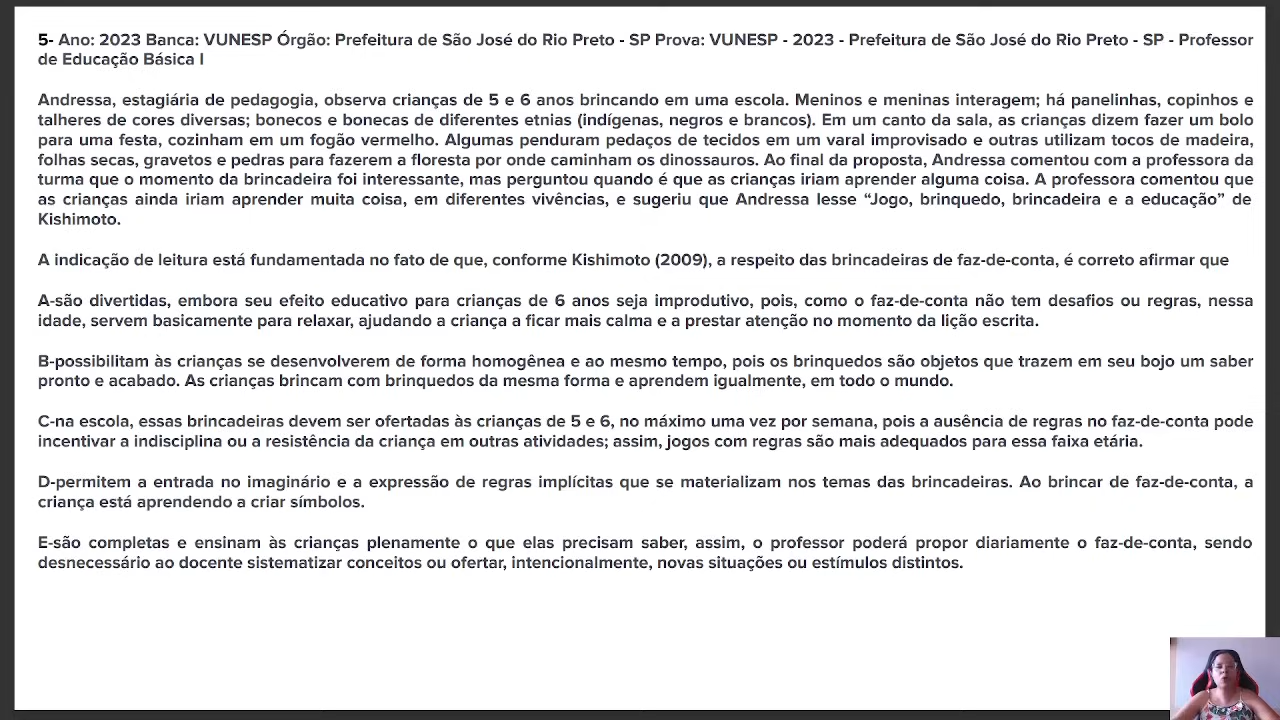 5- Ano: 2023 Banca: VUNESP Órgão: Prefeitura de São José do Rio Preto - SP Prova: VUNESP - 2023 - Prefeitura de São José do Rio Preto - SP - Professor
de Educação Básica I
Andressa, estagiária de pedagogia, observa crianças de 5 e 6 anos brincando em uma escola. Meninos e meninas interagem; há panelinhas, copinhos e
talheres de cores diversas; bonecos e bonecas de diferentes etnias (indígenas, negros e brancos). Em um canto da sala, as crianças dizem fazer um bolo
para uma festa, cozinham em um fogão vermelho. Algumas penduram pedaços de tecidos em um varal improvisado e outras utilizam tocos de madeira,
folhas secas, gravetos e pedras para fazerem a floresta por onde caminham os dinossauros. Ao final da proposta, Andressa comentou com a professora da
turma que o momento da brincadeira foi interessante, mas perguntou quando é que as crianças iriam aprender alguma coisa. A professora comentou que
as crianças ainda iriam aprender muita coisa, em diferentes vivências, e sugeriu que Andressa lesse “Jogo, brinquedo, brincadeira e a educação” de
Kishimoto.
A indicação de leitura está fundamentada no fato de que, conforme Kishimoto (2009), a respeito das brincadeiras de faz-de-conta, é correto afirmar que
A-são divertidas, embora seu efeito educativo para crianças de 6 anos seja improdutivo, pois, como o faz-de-conta não tem desafios ou regras, nessa
idade, servem basicamente para relaxar, ajudando a criança a ficar mais calma e a prestar atenção no momento da lição escrita.
B-possibilitam às crianças se desenvolverem de forma homogênea e ao mesmo tempo, pois os brinquedos são objetos que trazem em seu bojo um saber
pronto e acabado. As crianças brincam com brinquedos da mesma forma e aprendem igualmente, em todo o mundo.
C-na escola, essas brincadeiras devem ser ofertadas às crianças de 5 e 6, no máximo uma vez por semana, pois a ausência de regras no faz-de-conta pode
incentivar a indisciplina ou a resistência da criança em outras atividades; assim, jogos com regras são mais adequados para essa faixa etária.
D-permitem a entrada no imaginário e a expressão de regras implícitas que se materializam nos temas das brincadeiras. Ao brincar de faz-de-conta, a
criança está aprendendo a criar símbolos.
E-são completas e ensinam às crianças plenamente o que elas precisam saber, assim, o professor poderá propor diariamente o faz-de-conta, sendo
desnecessário ao docente sistematizar conceitos ou ofertar, intencionalmente, novas situações ou estímulos distintos.